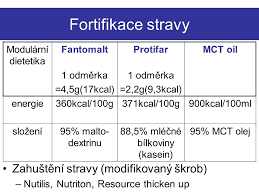 Fortifikace stravy
Modulární dietetika	Fantomalt	Protifar	MCT oil
1 odměrka =4,5g(17kcal)	1 odměrka =2,2g(9,3kcal)
energie	360kcal/100g	371kcal/100g	900kcal/100ml
složení	95% malto-dextrinu	88,5% mléčné bílkoviny (kasein)	95% MCT olej
• Zahuštění stravy (modifikovaný škrob)
– Nutilis, Nutriton, Resource thicken up